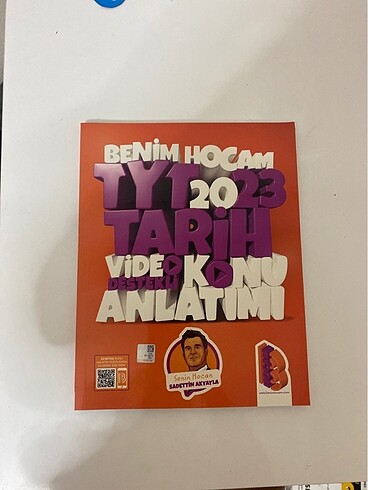 BENİM HOCAM
TYT 2023
TARİH
VİDEO KONU
DESTEKLİ
ANLATIMI
Senin Hocan
SADETTİN AKYAYLA
B